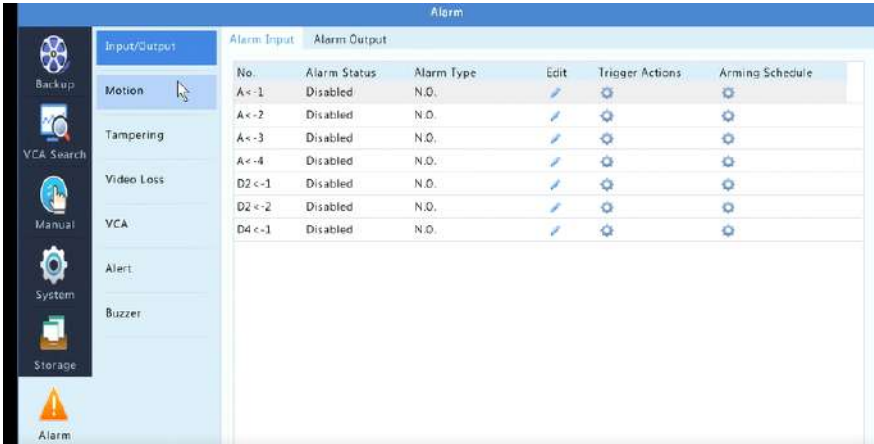 Alarm
Backup
VCA Search
Manual
System
Storage
Alarm
Input/Output
Motion
Tampering
Video Loss
VCA
Alert
Buzzer
Alarm Input Alarm Output
No. Alarm Status Alarm Type Edit Trigger Actions Arming Schedule
A<-1 Disabled N.O.
A<-2 Disabled N.O.
A<-3 Disabled N.O.
A<-4 Disabled N.O.
D2<-1 Disabled N.O.
D2<-2 Disabled N.O.
D4<-1 Disabled N.O.